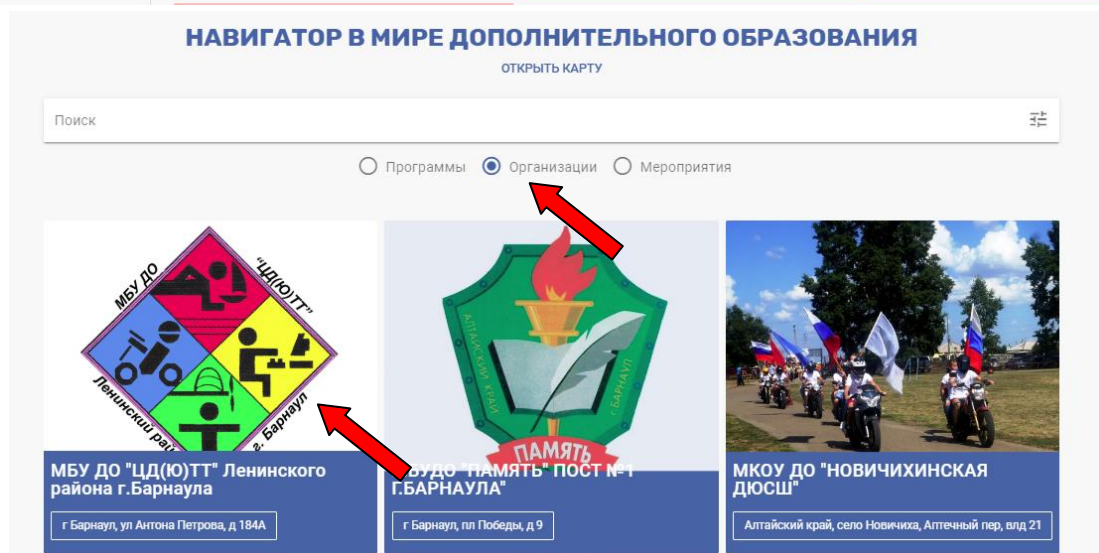 НАВИГАТОР В МИРЕ ДОПОЛНИТЕЛЬНОГО ОБРАЗОВАНИЯ
ОТКРЫТЬ КАРТУ
Поиск
Программы Организации Мероприятия
МБУ ДО "ЦД(Ю)ТТ"
Ленинский
г. Барнаул
АЛТАЙСКИЙ КРАЙ
г. БАРНАУЛ
ПАМЯТЬ
МБУ ДО "ЦД(Ю)ТТ" Ленинского
района г.Барнаула
г Барнаул, ул Антона Петрова, д 184А
"ПАМЯТЬ" ПОСТ №1
Г.БАРНАУЛА"
г Барнаул, пл Победы, д 9
МКОУ ДО "НОВИЧИХИНСКАЯ
ДЮСШ"
Алтайский край, село Новичиха, Аптечный пер, влд 21